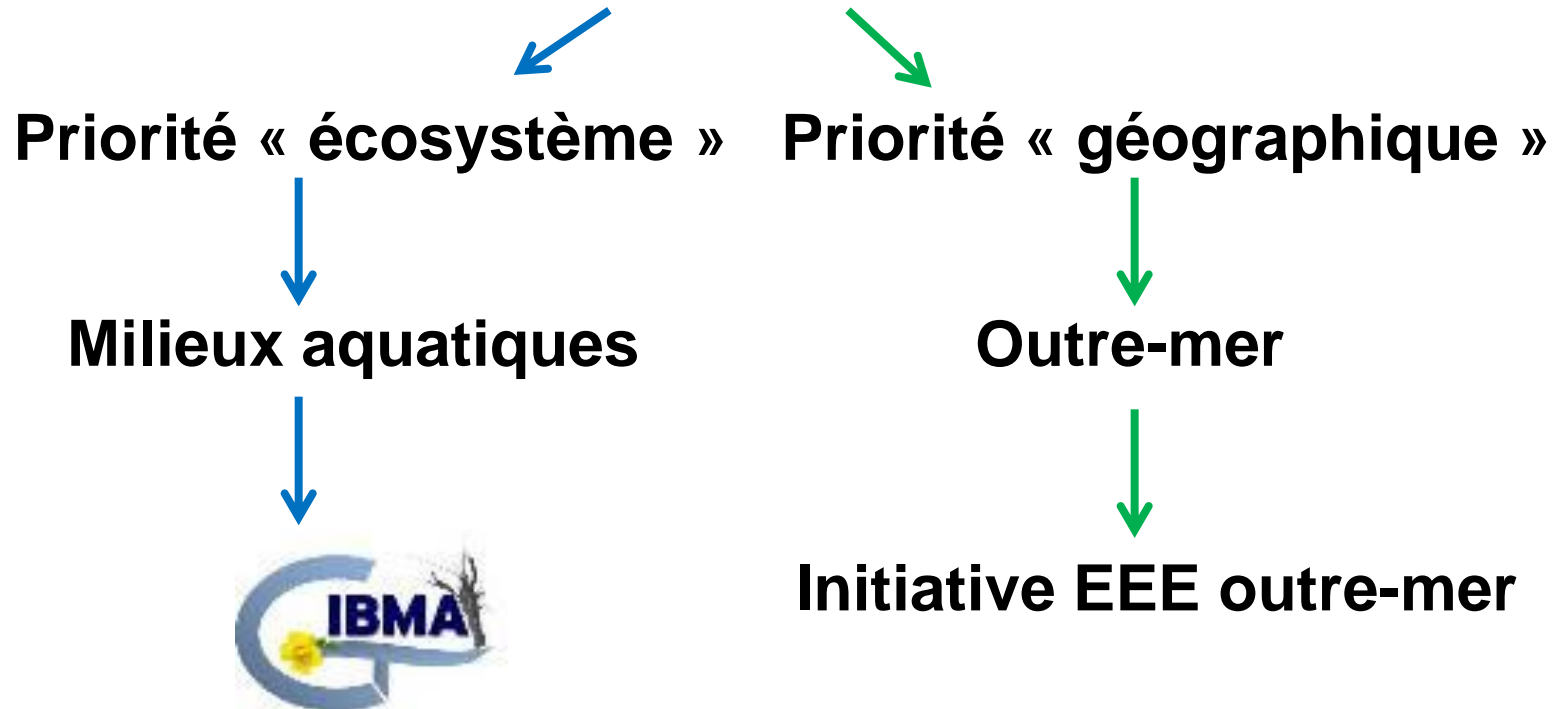 Priorité « écosystème »
Priorité « géographique »
Milieux aquatiques
Outre-mer
IBMA
Initiative EEE outre-mer